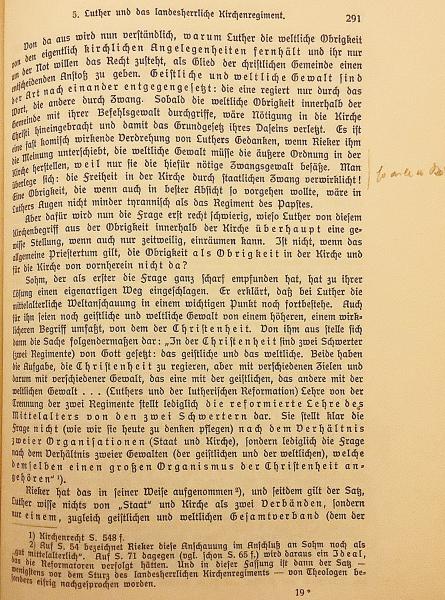 5. Luther und das landesherrliche Kirchenregiment. 291
Von da aus wird nun verständlich, warum Luther die weltliche Obrigkeit
von den eigentlich kirchlichen Angelegenheiten fernhält und ihr nur
um der Not willen das Recht zusteht, als Glied der christlichen Gemeinde einen
entscheidenden Anstoß zu geben. Geistliche und weltliche Gewalt sind
der Art nach einander entgegengesetzt: die eine regiert nur durch das
Wort, die andere durch Zwang. Sobald die weltliche Obrigkeit innerhalb der
Gemeinde mit ihrer Befehlsgewalt durchgriffe, wäre Nötigung in die Kirche
Christi hineingebracht und damit das Grundgesetz ihres Daseins verletzt. Es ist
eine fast komisch wirkende Verdrehung von Luthers Gedanken, wenn Rieker ihm
die Meinung unterschiebt, die weltliche Gewalt müsse die äußere Ordnung in der
Kirche herstellen, weil nur sie die hiefür nötige Zwangsgewalt besäße. Man
überlege sich: die Freiheit in der Kirche durch staatlichen Zwang verwirklicht!
Eine Obrigkeit, die wenn auch in bester Absicht so vorgehen wollte, wäre in
Luthers Augen nicht minder tyrannisch als das Regiment des Papstes.
Aber dafür wird nun die Frage erst recht schwierig, wieso Luther von diesem
Kirchenbegriff aus der Obrigkeit innerhalb der Kirche überhaupt eine ge-
wisse Stellung, wenn auch nur zeitweilig, einräumen kann. Ist nicht, wenn das
allgemeine Priestertum gilt, die Obrigkeit als Obrigkeit in der Kirche und
für die Kirche von vornherein nicht da?
Sohm, der als erster die Frage ganz scharf empfunden hat, hat zu ihrer
Lösung einen eigenartigen Weg eingeschlagen. Er erklärt, daß bei Luther die
mittelalterliche Weltanschauung in einem wichtigen Punkt noch fortbestehe. Auch
für ihn seien noch geistliche und weltliche Gewalt von einem höheren, einem wirk-
licheren Begriff umfaßt, von dem der Christenheit. Von ihm aus stelle sich
dann die Sache folgendermaßen dar: „In der Christenheit sind zwei Schwerter
(zwei Regimente) von Gott gesetzt: das geistliche und das weltliche. Beide haben
die Aufgabe, die Christenheit zu regieren, aber mit verschiedenen Zielen und
darum mit verschiedener Gewalt, das eine mit der geistlichen, das andere mit der
weltlichen Gewalt . . . (Luthers und der lutherischen Reformation) Lehre von der
Trennung der zwei Regimente stellt lediglich die reformierte Lehre des
Mittelalters von den zwei Schwertern dar. Sie stellt klar die
Frage nicht (wie wir sie heute zu denken pflegen) nach dem Verhältnis
zweier Organisationen (Staat und Kirche), sondern lediglich die Frage
nach dem Verhältnis zweier Gewalten (der geistlichen und der weltlichen), welche
demselben einen großen Organismus der Christenheit an-
gehören“ ¹).
Rieker hat das in seiner Weise aufgenommen ²), und seitdem gilt der Satz,
Luther wisse nichts von „Staat“ und Kirche als zwei Verbänden, sondern
nur einem, zugleich geistlichen und weltlichen Gesamtverband (dem der
1) Kirchenrecht S. 548 f.
2) Auf S. 54 bezeichnet Rieker diese Anschauung im Anschluß an Sohm noch als
„gut mittelalterlich“. Auf S. 71 dagegen (vgl. schon S. 65 f.) wird daraus ein Ideal,
das die Reformatoren verfolgt hätten. Und in dieser Fassung ist dann der Satz —
wenigstens vor dem Sturz des landesherrlichen Kirchenregiments — von Theologen be-
sonders eifrig nachgesprochen worden.
19*